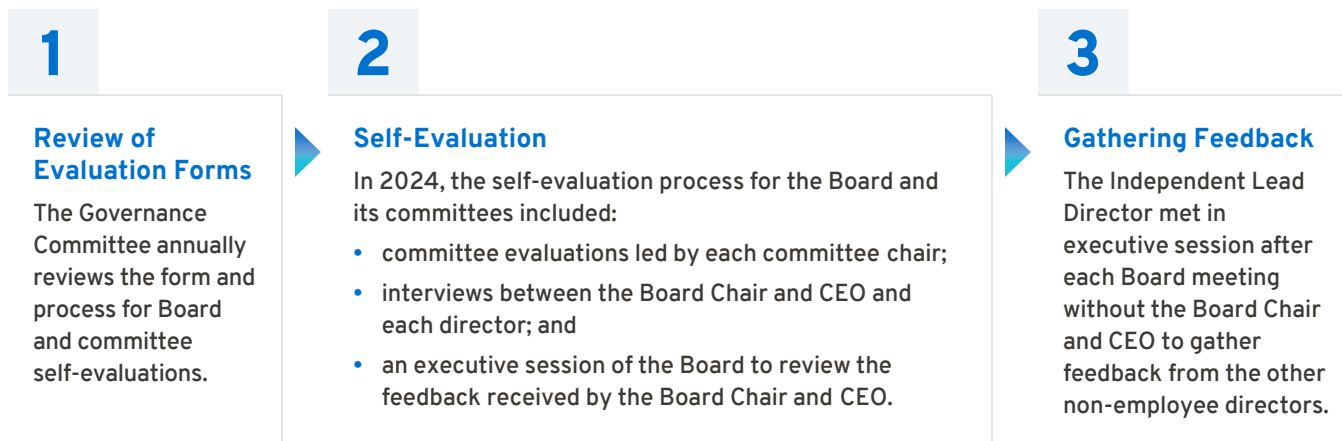 1
Review of
Evaluation Forms
The Governance
Committee annually
reviews the form and
process for Board
and committee
self-evaluations.
2
Self-Evaluation
In 2024, the self-evaluation process for the Board and
its committees included:
• committee evaluations led by each committee chair;
• interviews between the Board Chair and CEO and
each director; and
• an executive session of the Board to review the
feedback received by the Board Chair and CEO.
3
Gathering Feedback
The Independent Lead
Director met in
executive session after
each Board meeting
without the Board Chair
and CEO to gather
feedback from the other
non-employee directors.